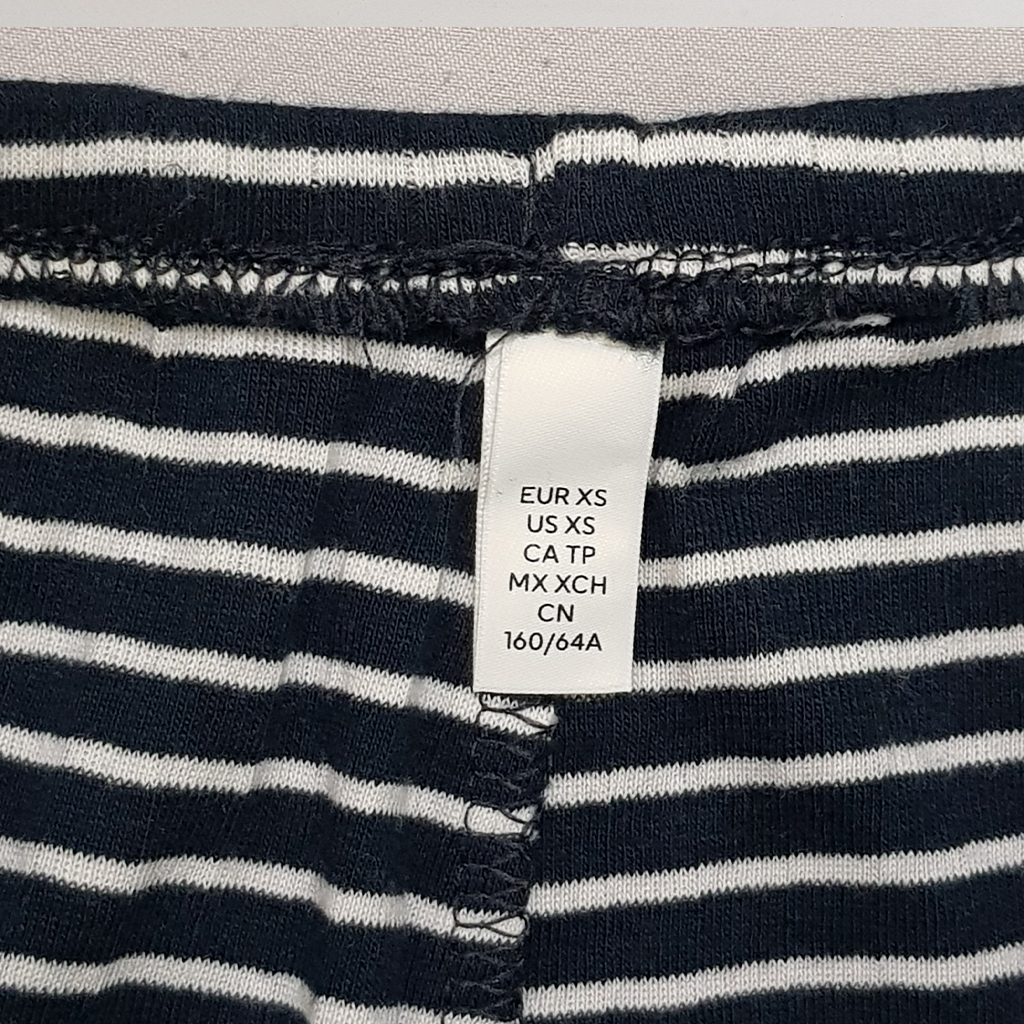 EUR XS
US XS
CA TP
MX XCH
CN
160/64A